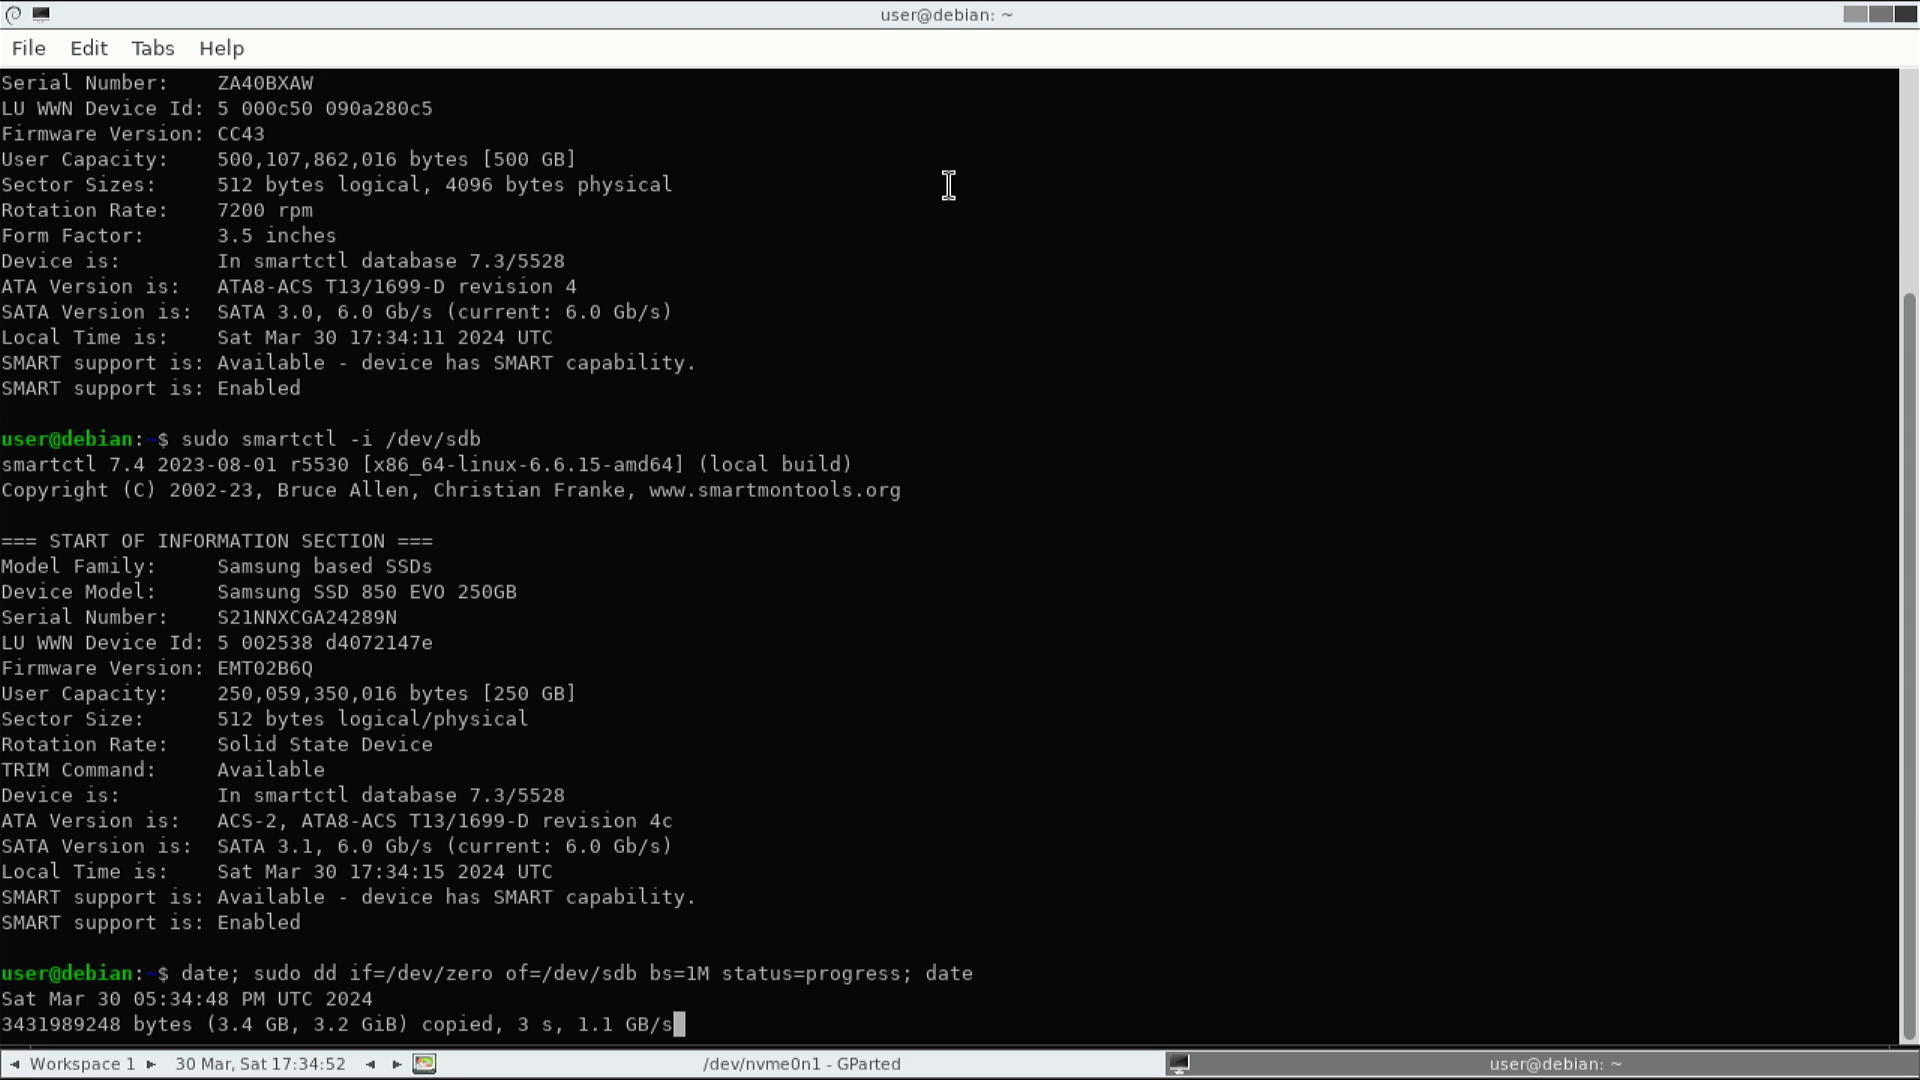 user@debian: ~
File Edit Tabs Help
Serial Number:    ZA40BXAW
LU WWN Device Id: 5 000c50 090a280c5
Firmware Version: CC43
User Capacity:    500,107,862,016 bytes [500 GB]
Sector Sizes:     512 bytes logical, 4096 bytes physical
Rotation Rate:    7200 rpm
Form Factor:      3.5 inches
Device is:        In smartctl database 7.3/5528
ATA Version is:   ATA8-ACS T13/1699-D revision 4
SATA Version is:  SATA 3.0, 6.0 Gb/s (current: 6.0 Gb/s)
Local Time is:    Sat Mar 30 17:34:11 2024 UTC
SMART support is: Available - device has SMART capability.
SMART support is: Enabled
user@debian:~$ sudo smartctl -i /dev/sdb
smartctl 7.4 2023-08-01 r5530 [x86_64-linux-6.6.15-amd64] (local build)
Copyright (C) 2002-23, Bruce Allen, Christian Franke, www.smartmontools.org
=== START OF INFORMATION SECTION ===
Model Family:     Samsung based SSDs
Device Model:     Samsung SSD 850 EVO 250GB
Serial Number:    S21NNXCGA24289N
LU WWN Device Id: 5 002538 d4072147e
Firmware Version: EMT02B6Q
User Capacity:    250,059,350,016 bytes [250 GB]
Sector Size:      512 bytes logical/physical
Rotation Rate:    Solid State Device
TRIM Command:     Available
Device is:        In smartctl database 7.3/5528
ATA Version is:   ACS-2, ATA8-ACS T13/1699-D revision 4c
SATA Version is:  SATA 3.1, 6.0 Gb/s (current: 6.0 Gb/s)
Local Time is:    Sat Mar 30 17:34:15 2024 UTC
SMART support is: Available - device has SMART capability.
SMART support is: Enabled
user@debian:~$ date; sudo dd if=/dev/zero of=/dev/sdb bs=1M status=progress; date
Sat Mar 30 05:34:48 PM UTC 2024
3431989248 bytes (3.4 GB, 3.2 GiB) copied, 3 s, 1.1 GB/s
Workspace 1 30 Mar, Sat 17:34:52 /dev/nvme0n1 - GParted user@debian: ~